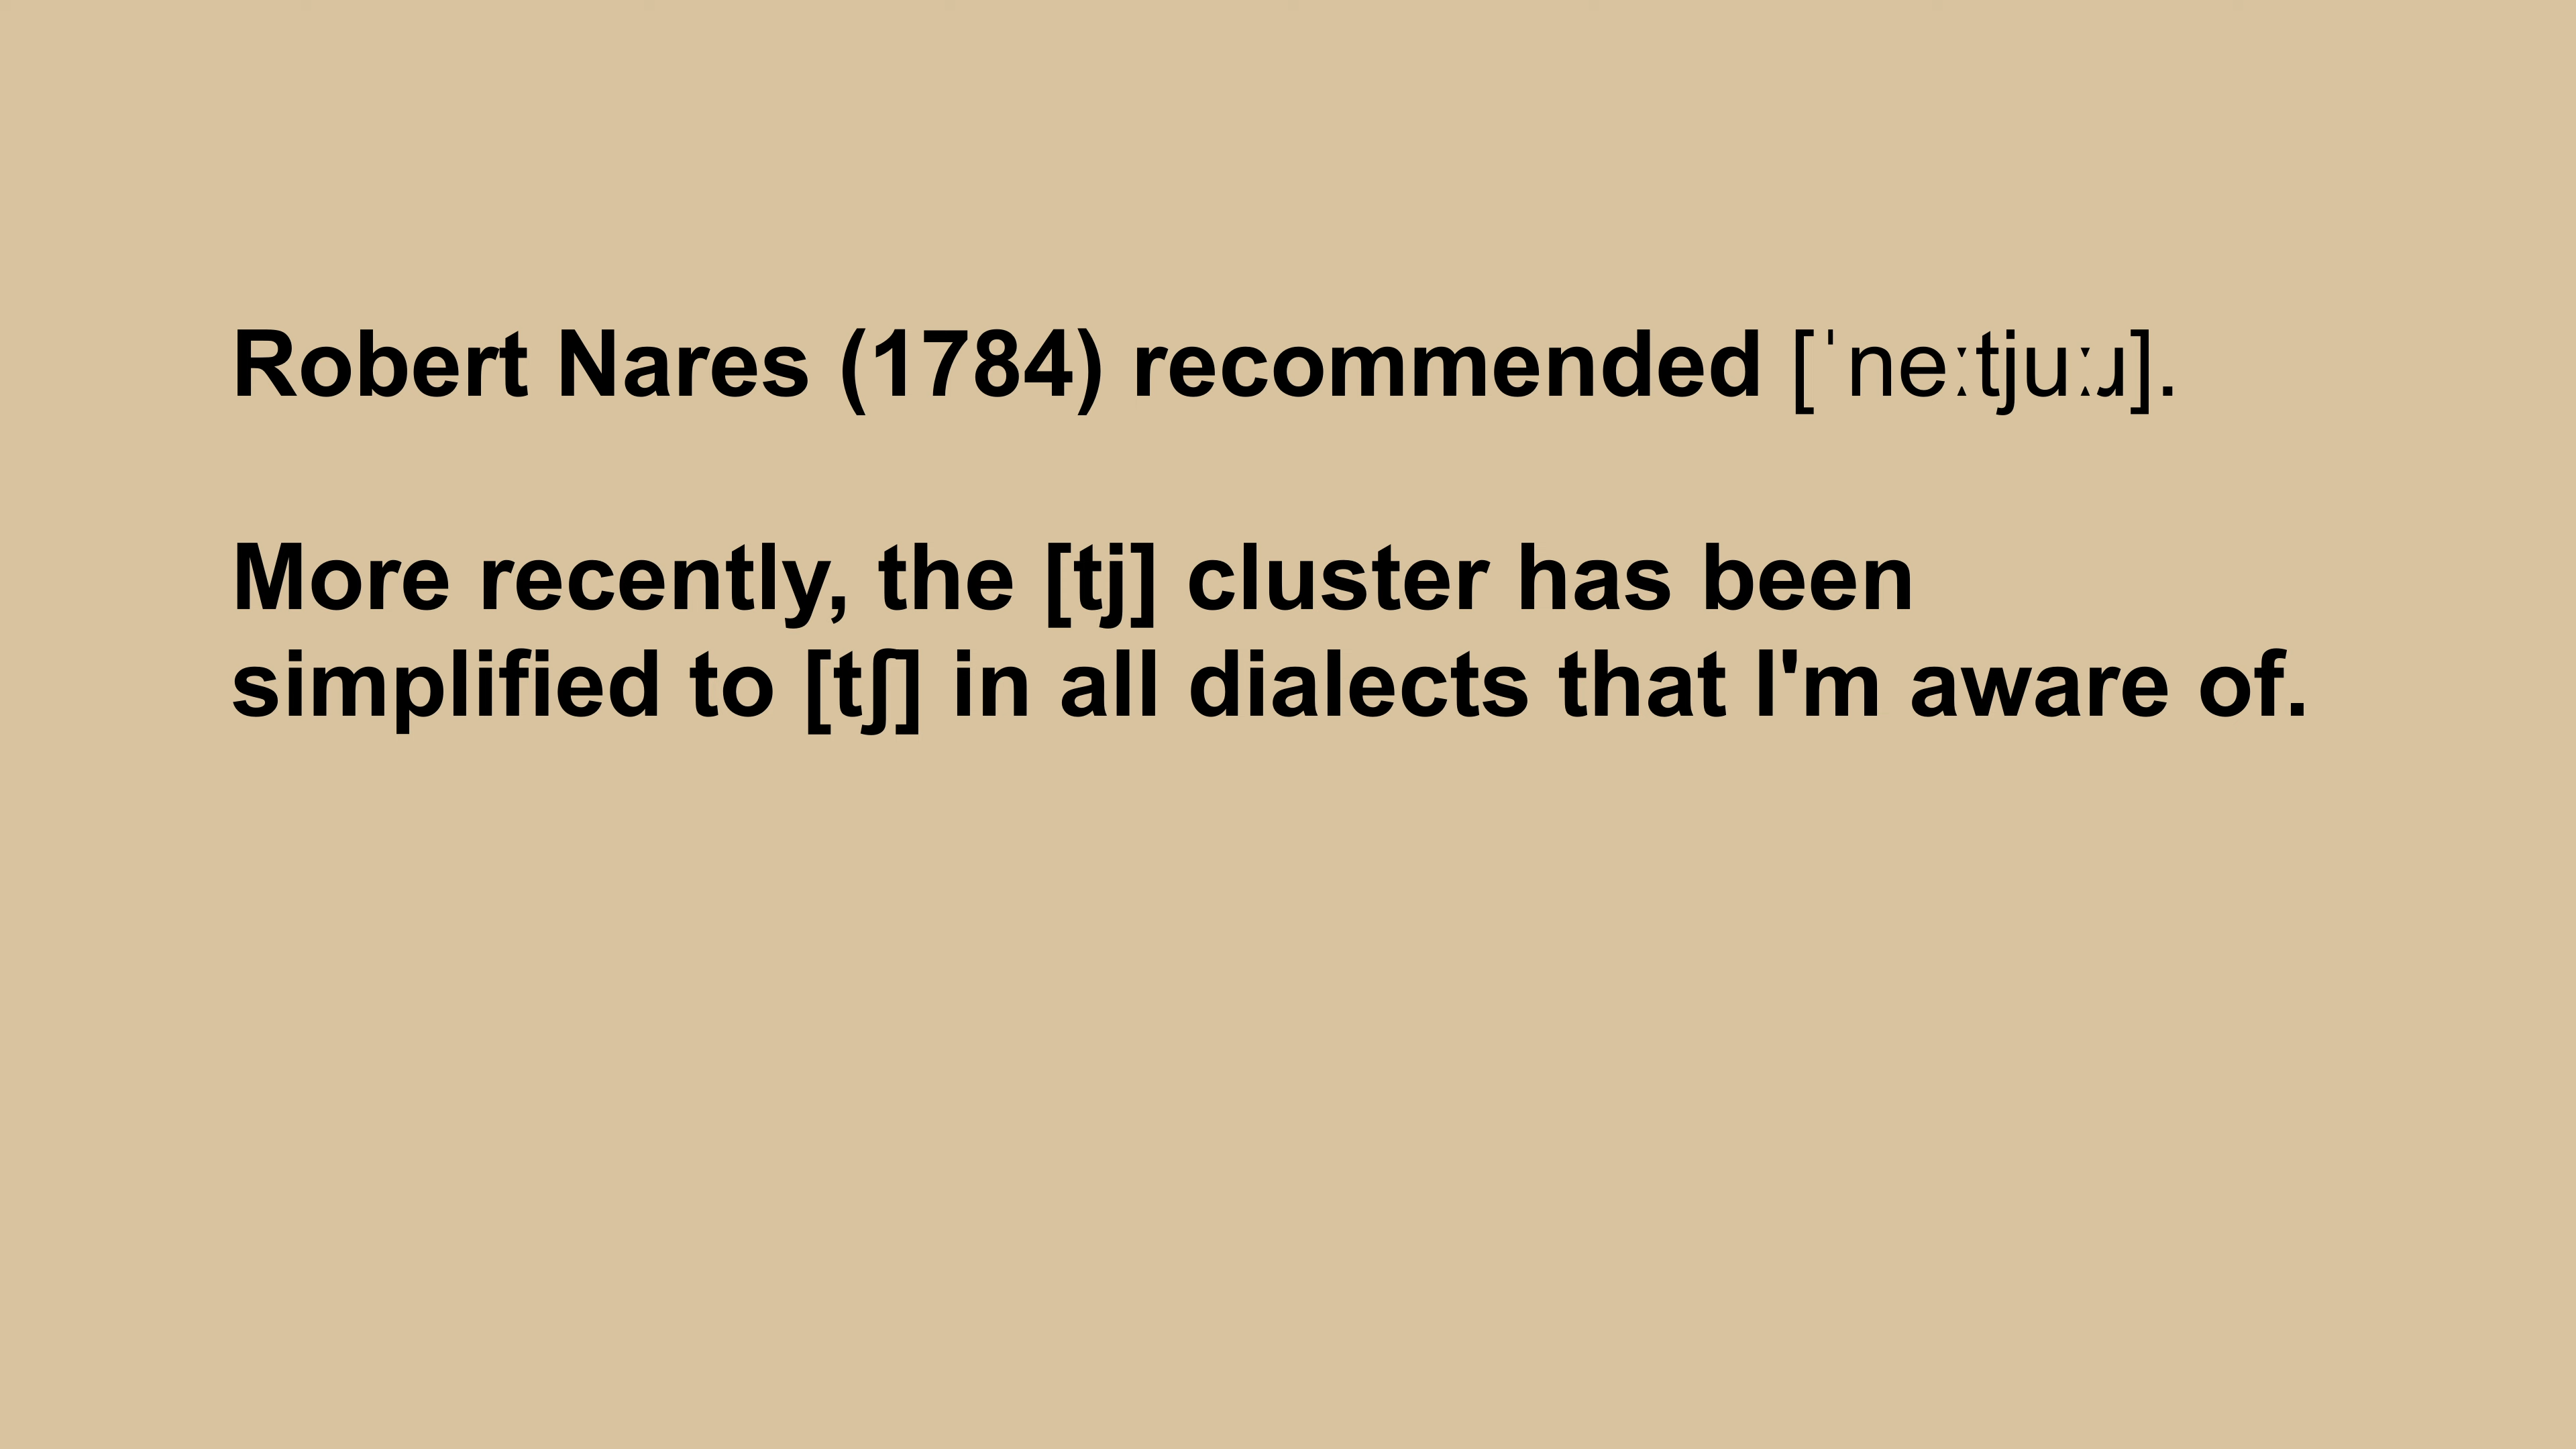 Robert Nares (1784) recommended [ˈneːtjuːɹ].
More recently, the [tj] cluster has been
simplified to [tʃ] in all dialects that I'm aware of.